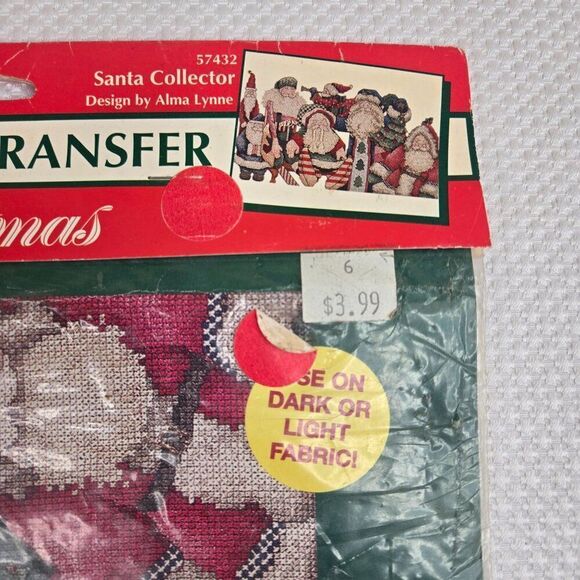 57432
Santa Collector
Design by Alma Lynne
RANSFER
mas
6
$3.99
SE ON
DARK OR
LIGHT
FABRIC!